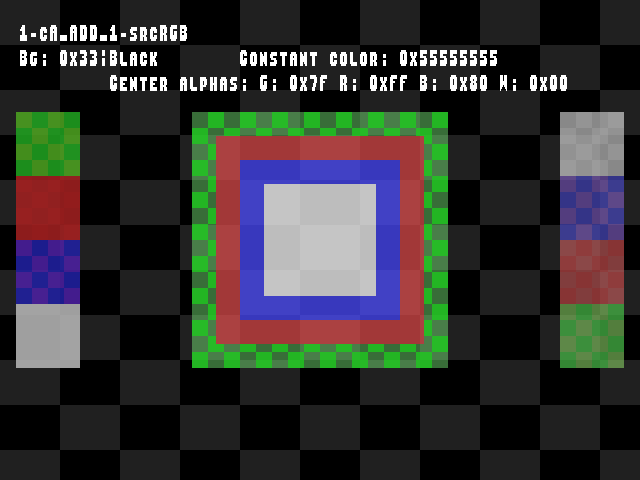 1-cA_ADD_1-srcRGB
Bg: 0x33¦Black Constant color: 0x55555555
Center alphas: G: 0x7f R: 0xff B: 0x80 W: 0x00